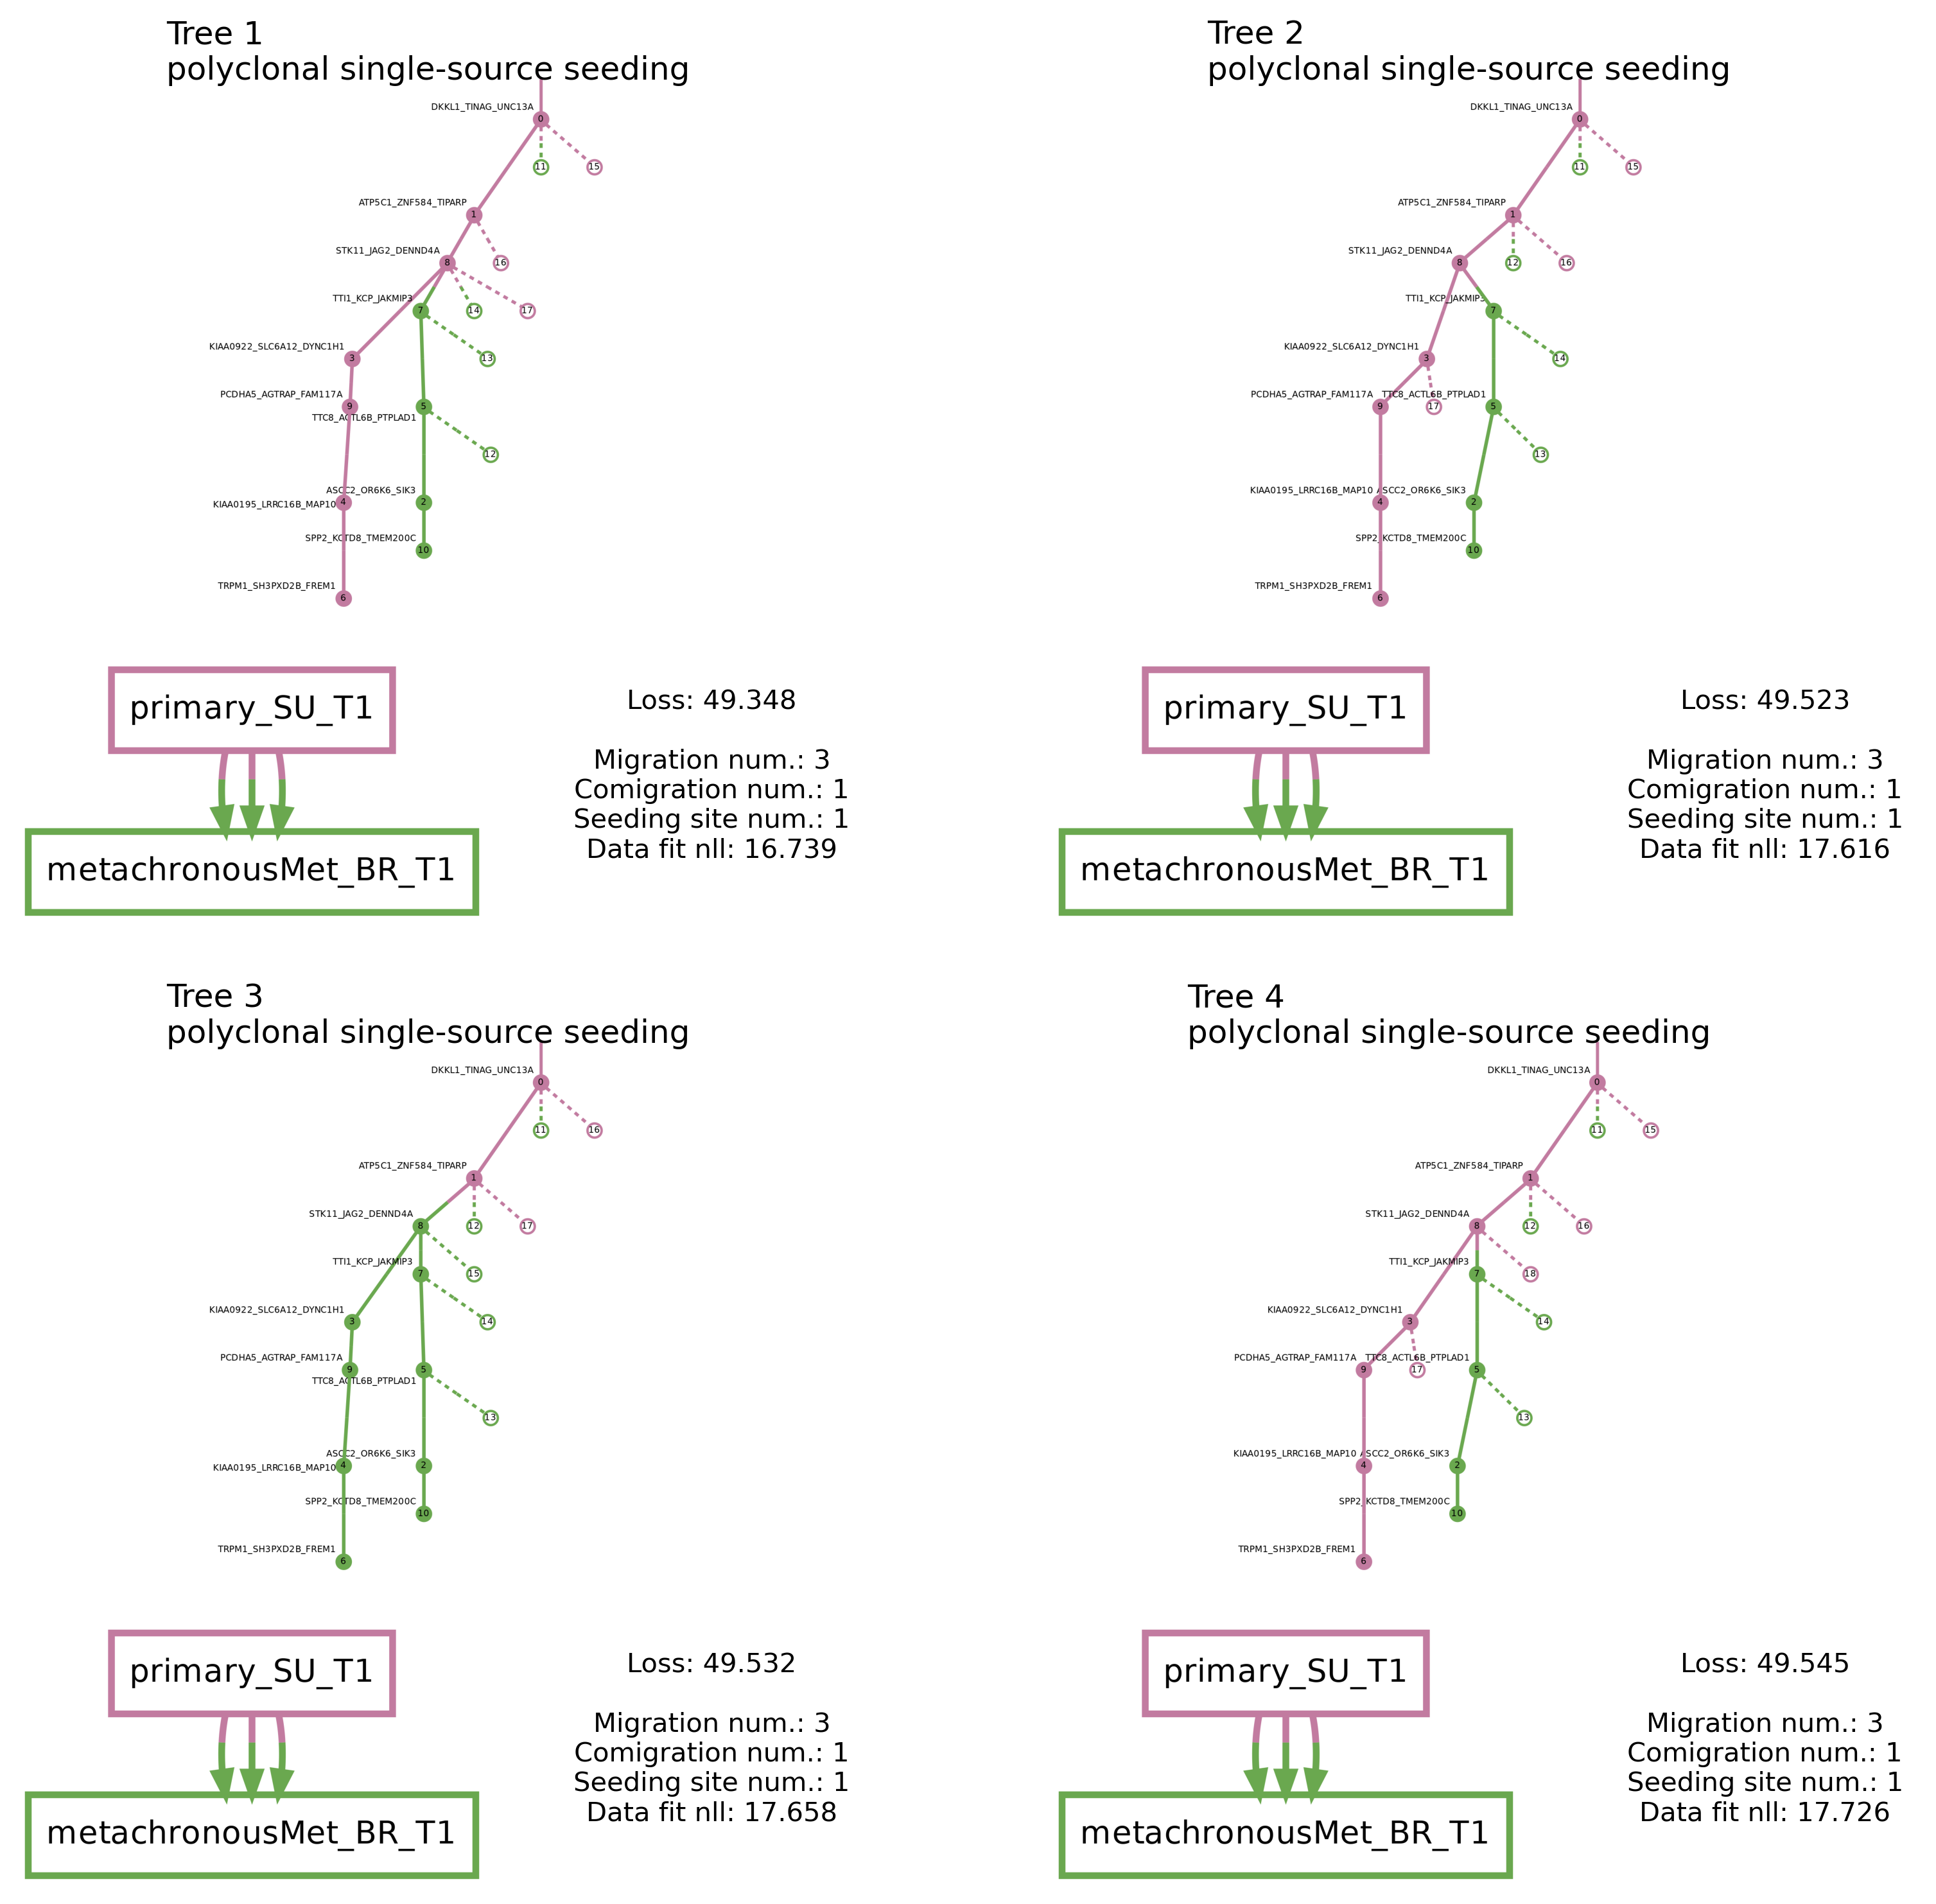 Tree 1
polyclonal single-source seeding
DKKL1_TINAG_UNC13A
0
11
15
ATP5C1_ZNF584_TIPARP
1
STK11_JAG2_DENND4A
8
16
TTI1_KCP_JAKMIP3
7
14
17
KIAA0922_SLC6A12_DYNC1H1
3
13
PCDHA5_AGTRAP_FAM117A
9
TTC8_ACTL6B_PTPLAD1
5
12
ASCC2_OR6K6_SIK3
2
KIAA0195_LRRC16B_MAP10
4
SPP2_KCTD8_TMEM200C
10
TRPM1_SH3PXD2B_FREM1
6
primary_SU_T1
metachronousMet_BR_T1
Loss: 49.348
Migration num.: 3
Comigration num.: 1
Seeding site num.: 1
Data fit nll: 16.739
Tree 2
polyclonal single-source seeding
DKKL1_TINAG_UNC13A
0
11
15
ATP5C1_ZNF584_TIPARP
1
STK11_JAG2_DENND4A
8
12
16
TTI1_KCP_JAKMIP3
7
KIAA0922_SLC6A12_DYNC1H1
3
14
PCDHA5_AGTRAP_FAM117A
9
17
TTC8_ACTL6B_PTPLAD1
5
13
KIAA0195_LRRC16B_MAP10
4
ASCC2_OR6K6_SIK3
2
SPP2_KCTD8_TMEM200C
10
TRPM1_SH3PXD2B_FREM1
6
primary_SU_T1
metachronousMet_BR_T1
Loss: 49.523
Migration num.: 3
Comigration num.: 1
Seeding site num.: 1
Data fit nll: 17.616
Tree 3
polyclonal single-source seeding
DKKL1_TINAG_UNC13A
0
11
16
ATP5C1_ZNF584_TIPARP
1
STK11_JAG2_DENND4A
8
12
17
TTI1_KCP_JAKMIP3
7
15
KIAA0922_SLC6A12_DYNC1H1
3
14
PCDHA5_AGTRAP_FAM117A
9
TTC8_ACTL6B_PTPLAD1
5
13
ASCC2_OR6K6_SIK3
2
KIAA0195_LRRC16B_MAP10
4
SPP2_KCTD8_TMEM200C
10
TRPM1_SH3PXD2B_FREM1
6
primary_SU_T1
metachronousMet_BR_T1
Loss: 49.532
Migration num.: 3
Comigration num.: 1
Seeding site num.: 1
Data fit nll: 17.658
Tree 4
polyclonal single-source seeding
DKKL1_TINAG_UNC13A
0
11
15
ATP5C1_ZNF584_TIPARP
1
STK11_JAG2_DENND4A
8
12
16
TTI1_KCP_JAKMIP3
7
18
KIAA0922_SLC6A12_DYNC1H1
3
14
PCDHA5_AGTRAP_FAM117A
9
17
TTC8_ACTL6B_PTPLAD1
5
13
KIAA0195_LRRC16B_MAP10
4
ASCC2_OR6K6_SIK3
2
SPP2_KCTD8_TMEM200C
10
TRPM1_SH3PXD2B_FREM1
6
primary_SU_T1
metachronousMet_BR_T1
Loss: 49.545
Migration num.: 3
Comigration num.: 1
Seeding site num.: 1
Data fit nll: 17.726